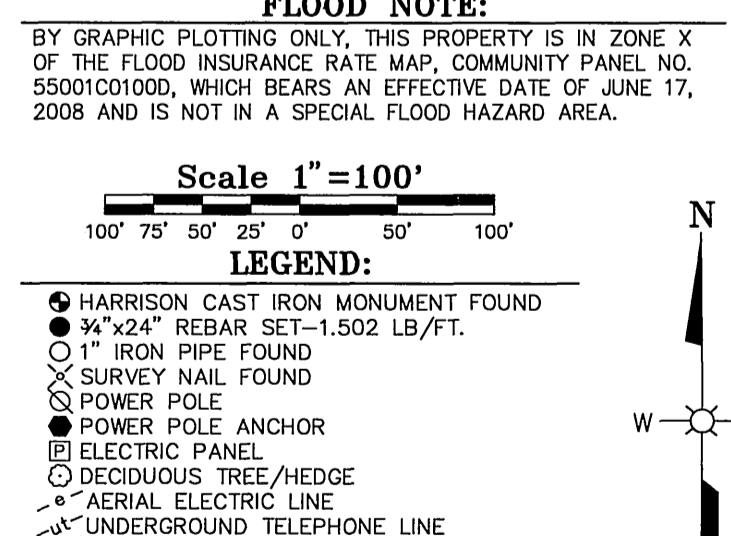 FLOOD NOTE:
BY GRAPHIC PLOTTING ONLY, THIS PROPERTY IS IN ZONE X
OF THE FLOOD INSURANCE RATE MAP, COMMUNITY PANEL NO.
55001C0100D, WHICH BEARS AN EFFECTIVE DATE OF JUNE 17,
2008 AND IS NOT IN A SPECIAL FLOOD HAZARD AREA.
Scale 1"=100'
100' 75' 50' 25' 0' 50' 100'
N
LEGEND:
HARRISON CAST IRON MONUMENT FOUND
¾"x24" REBAR SET-1.502 LB/FT.
1" IRON PIPE FOUND
SURVEY NAIL FOUND
POWER POLE
W
POWER POLE ANCHOR
P ELECTRIC PANEL
DECIDUOUS TREE/HEDGE
e AERIAL ELECTRIC LINE
ut UNDERGROUND TELEPHONE LINE